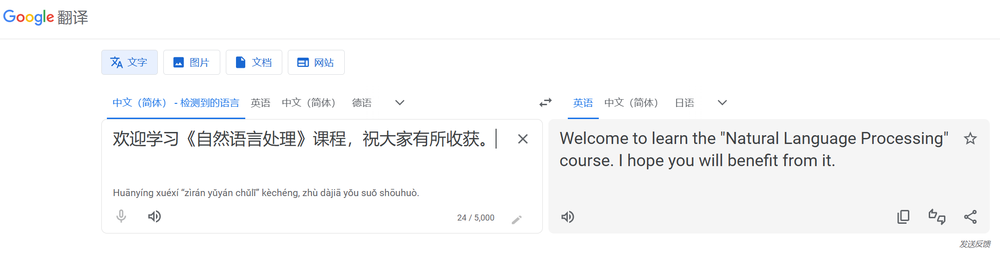 Google 翻译
文字 图片 文档 网站
中文（简体） - 检测到的语言 英语 中文（简体） 德语 英语 中文（简体） 日语
欢迎学习《自然语言处理》课程，祝大家有所收获。
Welcome to learn the "Natural Language Processing"
course. I hope you will benefit from it.
Huānyíng xuéxí “zìrán yǔyán chǔlǐ” kèchéng, zhù dàjiā yǒu suǒ shōuhuò.
24 / 5,000
发送反馈